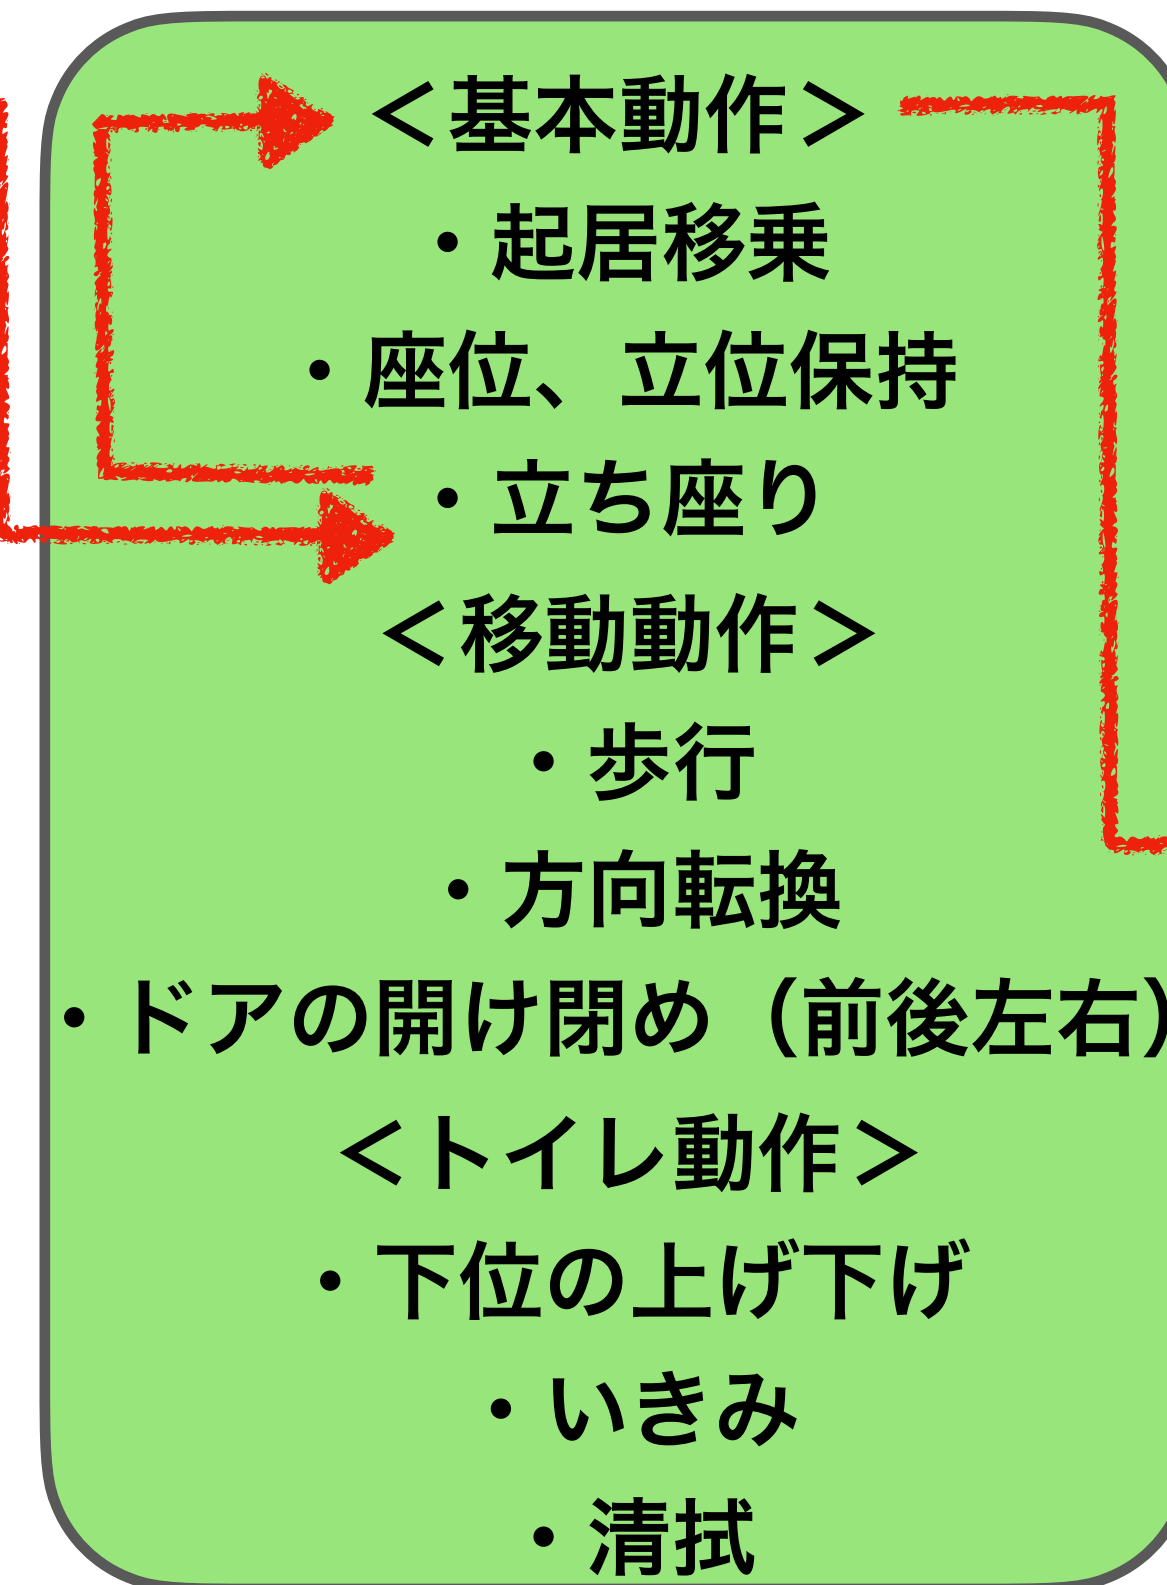 ＜基本動作＞
・起居移乗
・座位、立位保持
・立ち座り
＜移動動作＞
・歩行
・方向転換
・ドアの開け閉め（前後左右）
＜トイレ動作＞
・下位の上げ下げ
・いきみ
・清拭